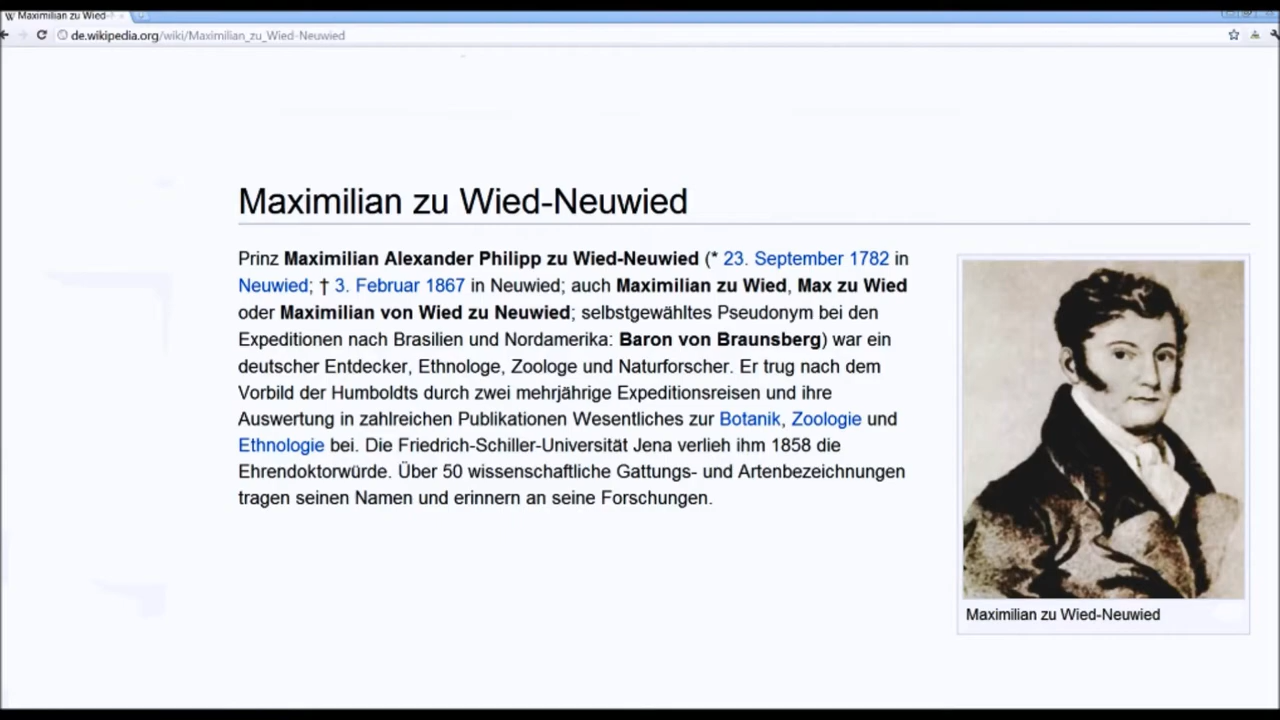 Maximilian zu Wied-
de.wikipedia.org/wiki/Maximilian_zu_Wied-Neuwied
Maximilian zu Wied-Neuwied
Prinz Maximilian Alexander Philipp zu Wied-Neuwied (* 23. September 1782 in
Neuwied; † 3. Februar 1867 in Neuwied; auch Maximilian zu Wied, Max zu Wied
oder Maximilian von Wied zu Neuwied; selbstgewähltes Pseudonym bei den
Expeditionen nach Brasilien und Nordamerika: Baron von Braunsberg) war ein
deutscher Entdecker, Ethnologe, Zoologe und Naturforscher. Er trug nach dem
Vorbild der Humboldts durch zwei mehrjährige Expeditionsreisen und ihre
Auswertung in zahlreichen Publikationen Wesentliches zur Botanik, Zoologie und
Ethnologie bei. Die Friedrich-Schiller-Universität Jena verlieh ihm 1858 die
Ehrendoktorwürde. Über 50 wissenschaftliche Gattungs- und Artenbezeichnungen
tragen seinen Namen und erinnern an seine Forschungen.
Maximilian zu Wied-Neuwied